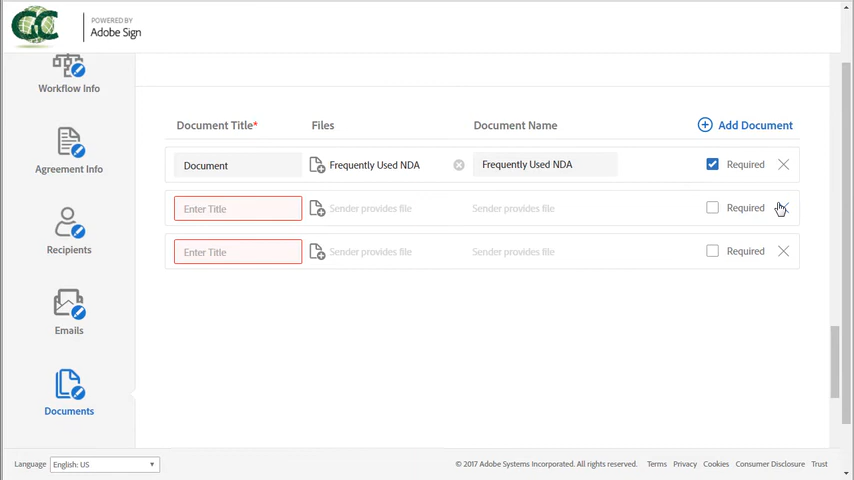 GC
POWERED BY
Adobe Sign
Workflow Info
Agreement Info
Recipients
Emails
Documents
Document Title* Files Document Name Add Document
Document Frequently Used NDA Frequently Used NDA Required
Enter Title Sender provides file Sender provides file Required
Enter Title Sender provides file Sender provides file Required
Language English: US © 2017 Adobe Systems Incorporated. All rights reserved. Terms Privacy Cookies Consumer Disclosure Trust